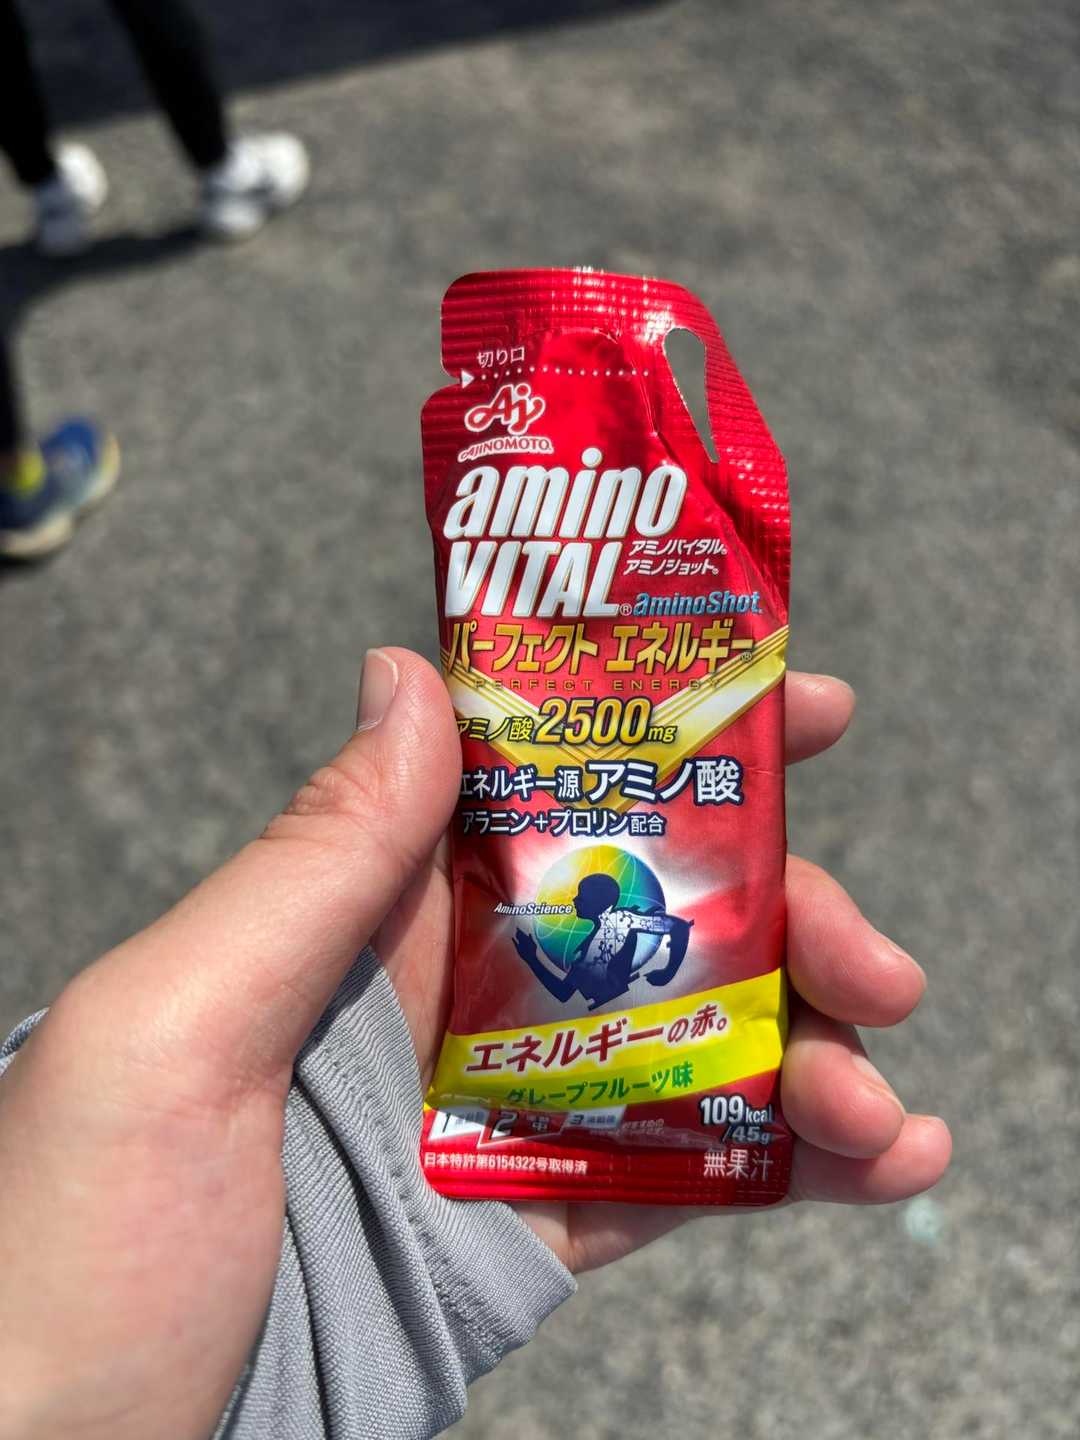 切り口
Aj
AJINOMOTO®
amino
VITAL®
アミノバイタル®
アミノショット®
aminoShot®
パーフェクト エネルギー®
PERFECT ENERGY
アミノ酸 2500mg
エネルギー源 アミノ酸
アラニン+プロリン配合
AminoScience
エネルギーの赤。
グレープフルーツ味
1 2 中 3
109kcal
/45g
日本特許第6154322号取得済
無果汁